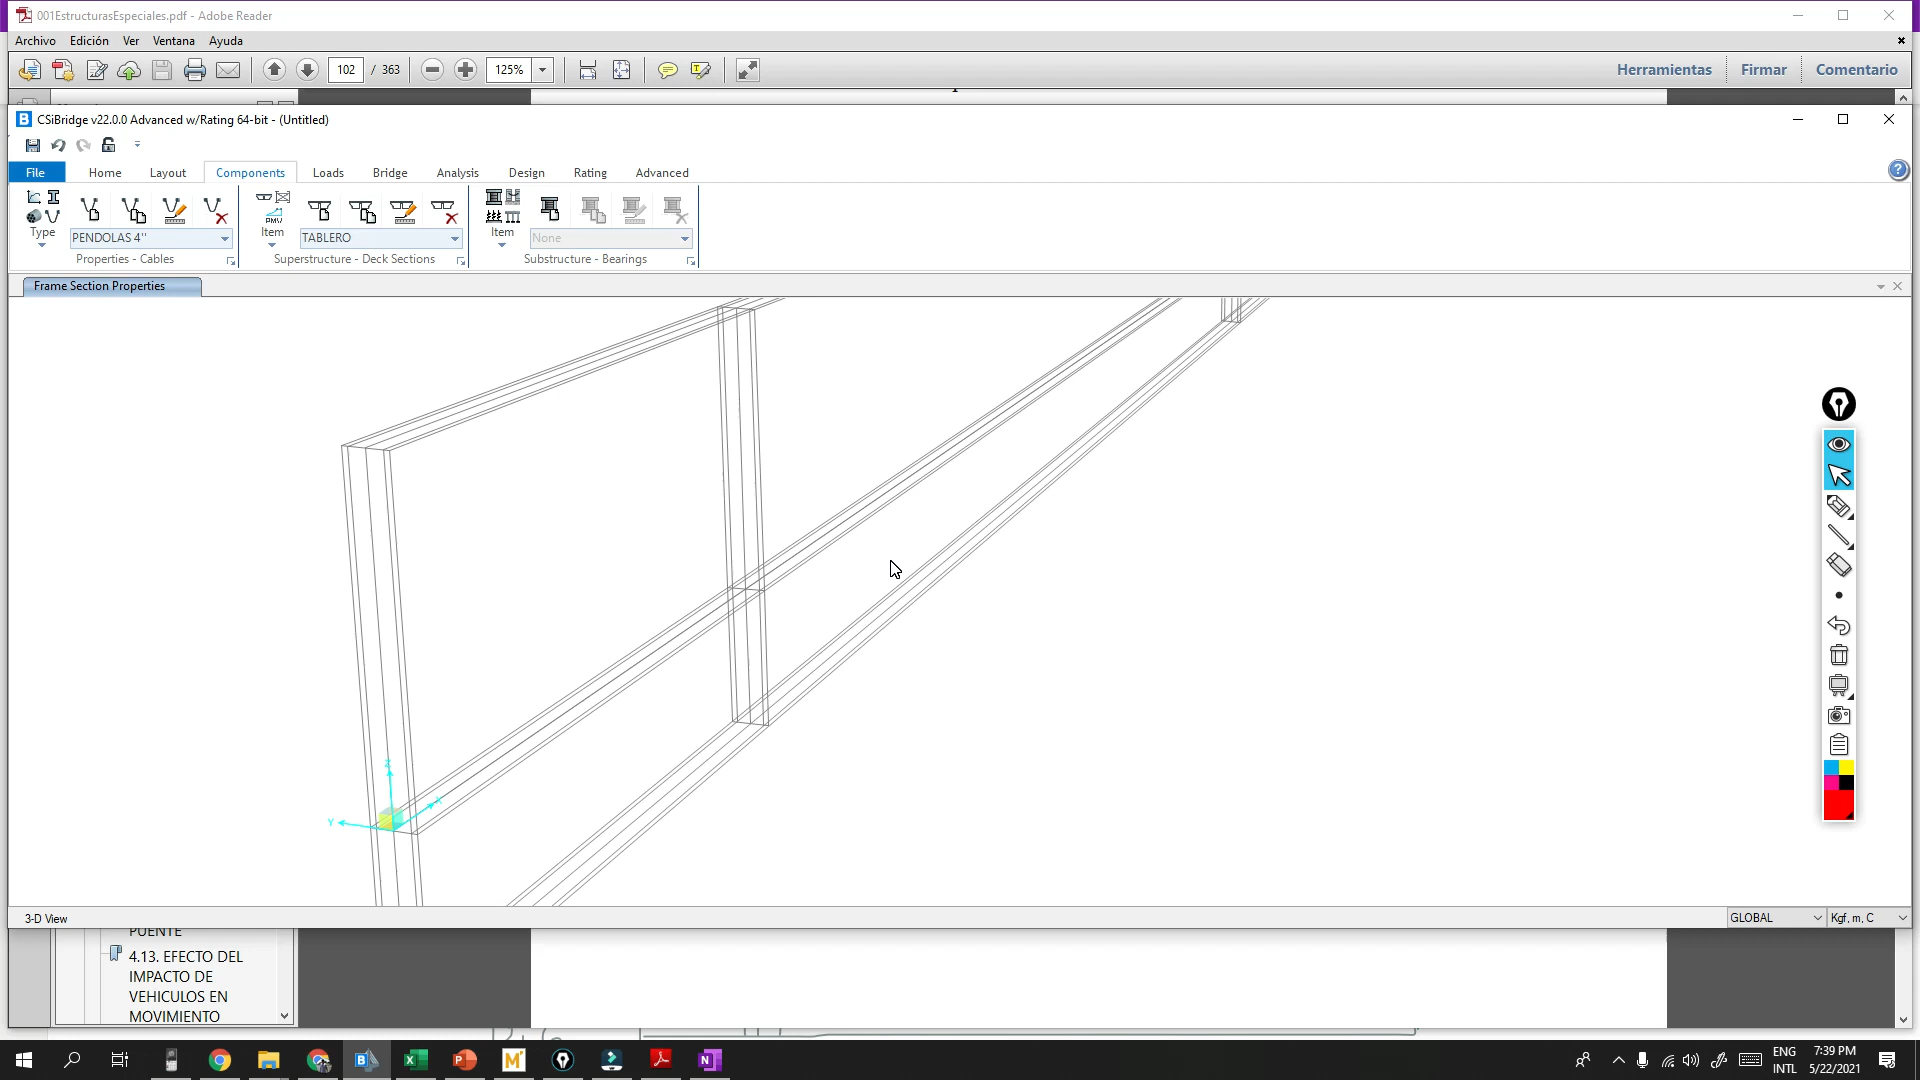 001EstructurasEspeciales.pdf - Adobe Reader
Archivo Edición Ver Ventana Ayuda
102 / 363 125% Herramientas Firmar Comentario
CSiBridge v22.0.0 Advanced w/Rating 64-bit - (Untitled)
File Home Layout Components Loads Bridge Analysis Design Rating Advanced
Type PENDOLAS 4'' Item PMV TABLERO Item None
Properties - Cables Superstructure - Deck Sections Substructure - Bearings
Frame Section Properties
Z
X
Y
3-D View GLOBAL Kgf, m, C
PUENTE
4.13. EFECTO DEL
IMPACTO DE
VEHICULOS EN
MOVIMIENTO
ENG 7:39 PM
INTL 5/22/2021